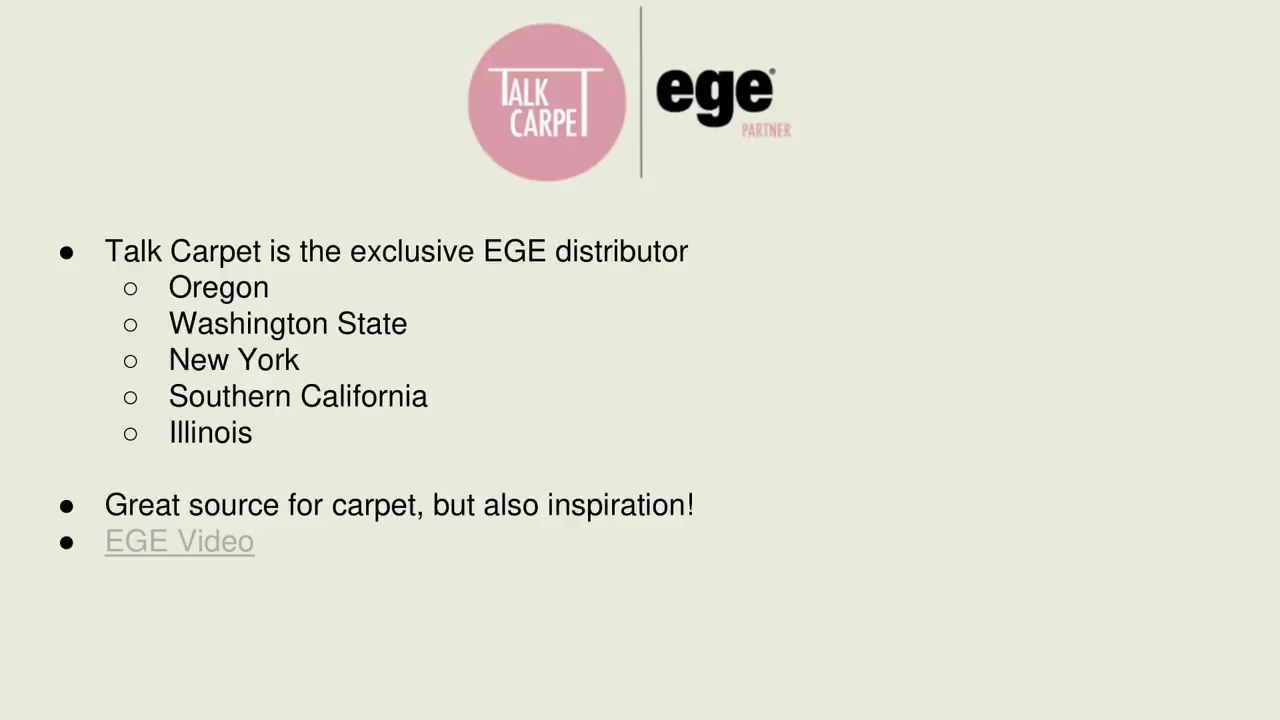 TALK
CARPET
ege®
PARTNER
● Talk Carpet is the exclusive EGE distributor
○ Oregon
○ Washington State
○ New York
○ Southern California
○ Illinois
● Great source for carpet, but also inspiration!
● EGE Video